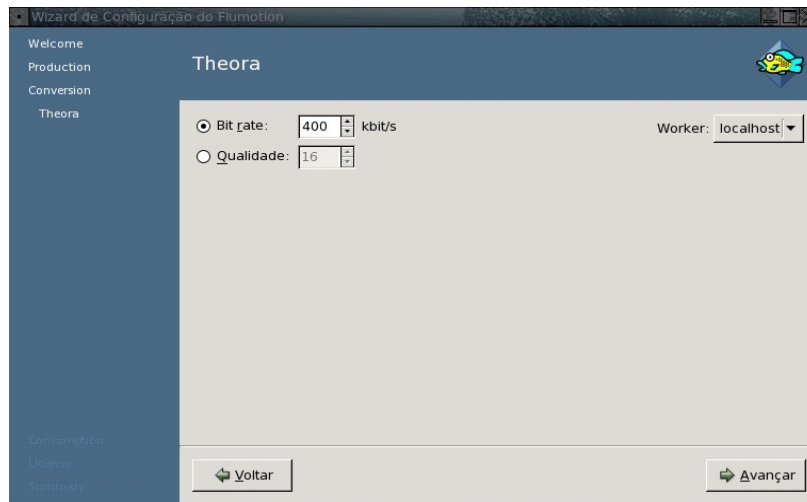 Wizard de Configuração do Flumotion
Welcome
Production
Conversion
Theora
Theora
Bit rate: 400 kbit/s
Worker: localhost
Qualidade: 16
Consumption
License
Summary
Voltar
Avançar